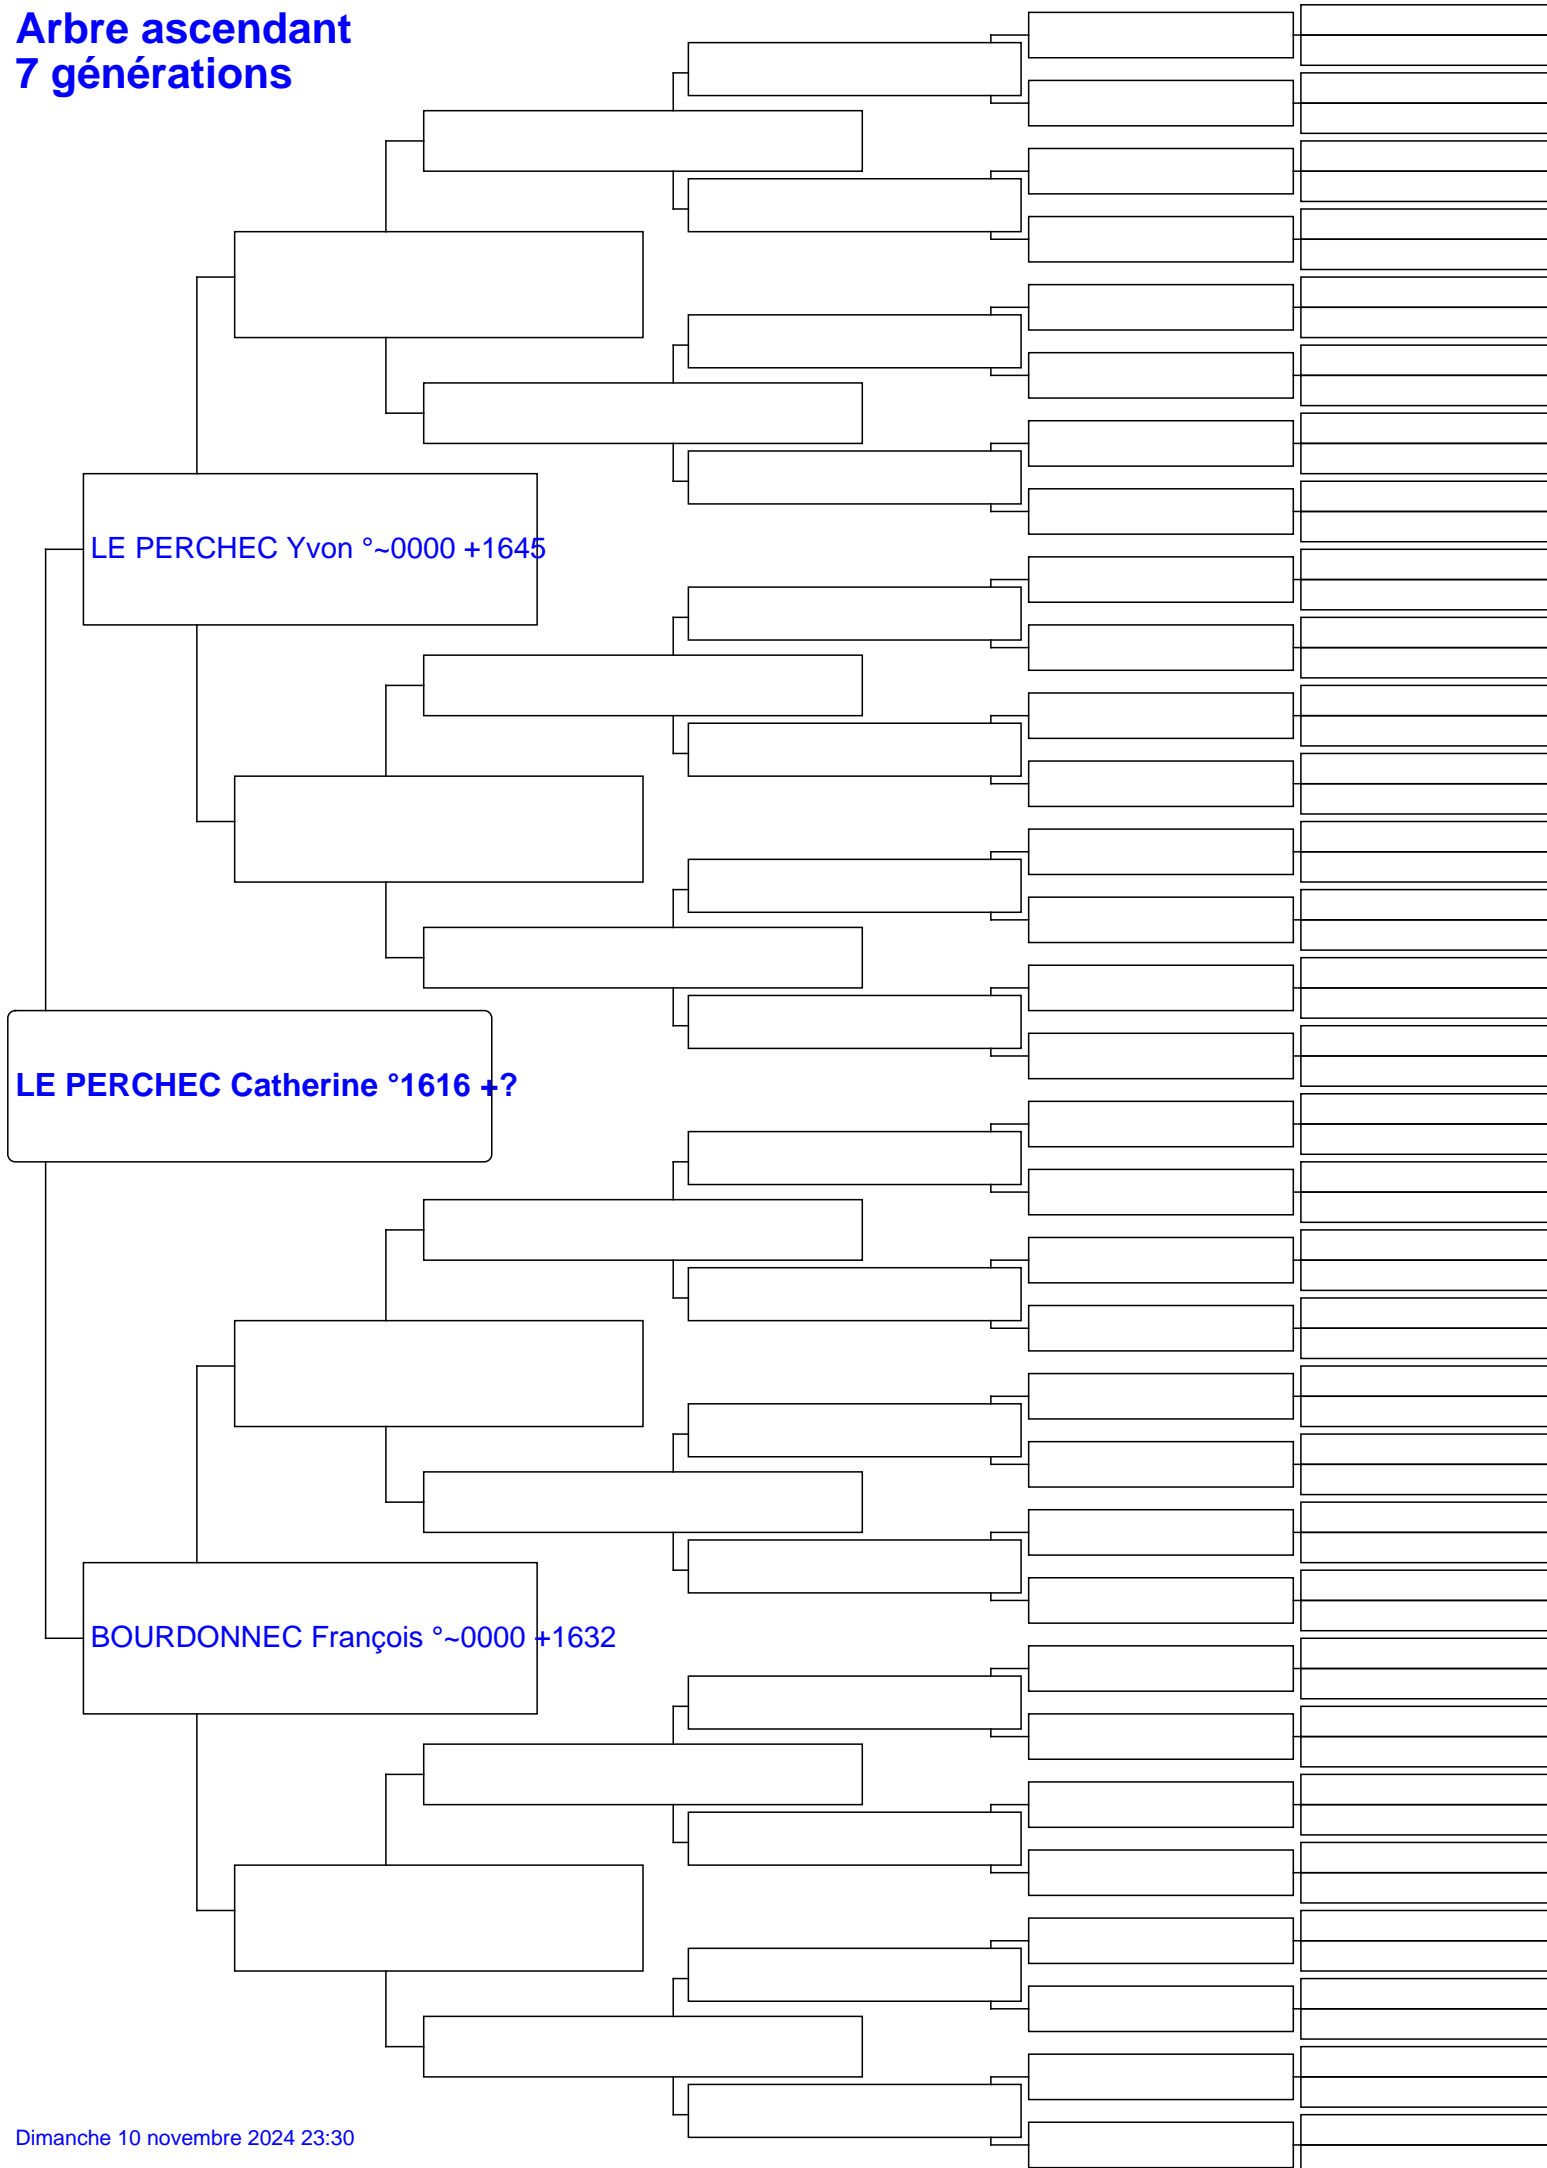 Arbre ascendant
7 générations
LE PERCHEC Yvon °~0000 +1645
LE PERCHEC Catherine °1616 +?
BOURDONNEC François °~0000 +1632
Dimanche 10 novembre 2024 23:30